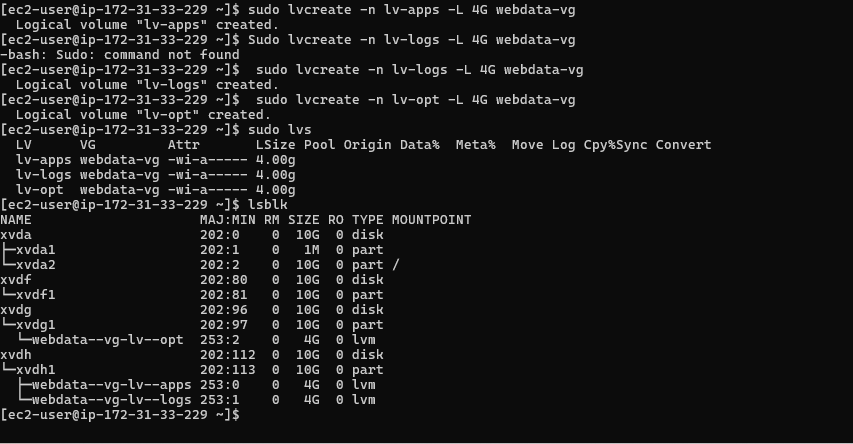 [ec2-user@ip-172-31-33-229 ~]$ sudo lvcreate -n lv-apps -L 4G webdata-vg
  Logical volume "lv-apps" created.
[ec2-user@ip-172-31-33-229 ~]$ Sudo lvcreate -n lv-logs -L 4G webdata-vg
-bash: Sudo: command not found
[ec2-user@ip-172-31-33-229 ~]$  sudo lvcreate -n lv-logs -L 4G webdata-vg
  Logical volume "lv-logs" created.
[ec2-user@ip-172-31-33-229 ~]$  sudo lvcreate -n lv-opt -L 4G webdata-vg
  Logical volume "lv-opt" created.
[ec2-user@ip-172-31-33-229 ~]$ sudo lvs
  LV      VG         Attr       LSize Pool Origin Data%  Meta%  Move Log Cpy%Sync Convert
  lv-apps webdata-vg -wi-a----- 4.00g
  lv-logs webdata-vg -wi-a----- 4.00g
  lv-opt  webdata-vg -wi-a----- 4.00g
[ec2-user@ip-172-31-33-229 ~]$ lsblk
NAME                     MAJ:MIN RM SIZE RO TYPE MOUNTPOINT
xvda                     202:0    0  10G  0 disk
├─xvda1                  202:1    0   1M  0 part
└─xvda2                  202:2    0  10G  0 part /
xvdf                     202:80   0  10G  0 disk
└─xvdf1                  202:81   0  10G  0 part
xvdg                     202:96   0  10G  0 disk
└─xvdg1                  202:97   0  10G  0 part
  └─webdata--vg-lv--opt  253:2    0   4G  0 lvm
xvdh                     202:112  0  10G  0 disk
└─xvdh1                  202:113  0  10G  0 part
  ├─webdata--vg-lv--apps 253:0    0   4G  0 lvm
  └─webdata--vg-lv--logs 253:1    0   4G  0 lvm
[ec2-user@ip-172-31-33-229 ~]$